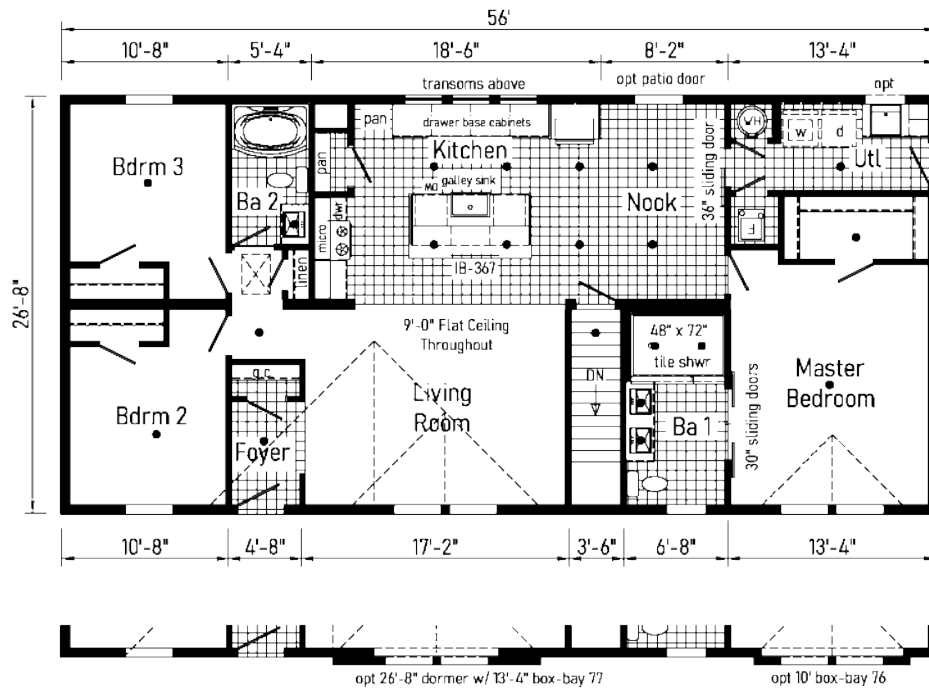 56'
10'-8" 5'-4" 18'-6" 8'-2" 13'-4"
transoms above
opt patio door
opt
26'-8"
Bdrm 3
Ba 2
pan
pan
drawer base cabinets
Kitchen
DW
galley sink
micro
dwr
IB-367
linen
Nook
36" sliding door
WH
w
d
Utl
F
9'-0" Flat Ceiling
Throughout
Living
Room
DN
48" x 72"
tile shwr
Ba 1
30" sliding doors
Master
Bedroom
Bdrm 2
g.c.
Foyer
10'-8" 4'-8" 17'-2" 3'-6" 6'-8" 13'-4"
opt 26'-8" dormer w/ 13'-4" box-bay 77
opt 10' box-bay 76